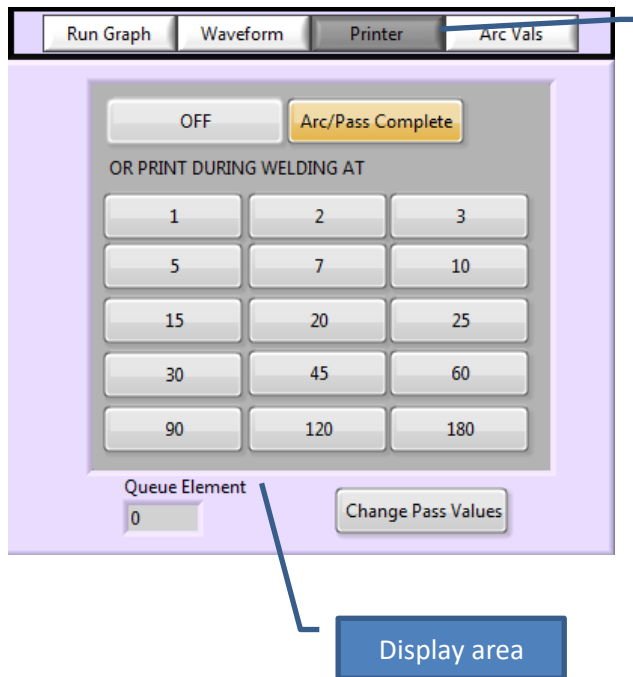 Run Graph Waveform Printer Arc Vals
OFF Arc/Pass Complete
OR PRINT DURING WELDING AT
1 2 3
5 7 10
15 20 25
30 45 60
90 120 180
Queue Element
0 Change Pass Values
Display area